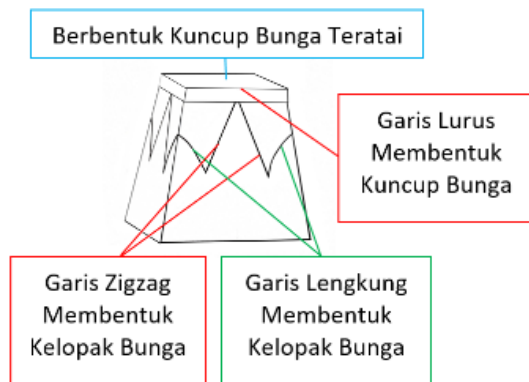 Berbentuk Kuncup Bunga Teratai
Garis Lurus
Membentuk
Kuncup Bunga
Garis Zigzag
Membentuk
Kelopak Bunga
Garis Lengkung
Membentuk
Kelopak Bunga